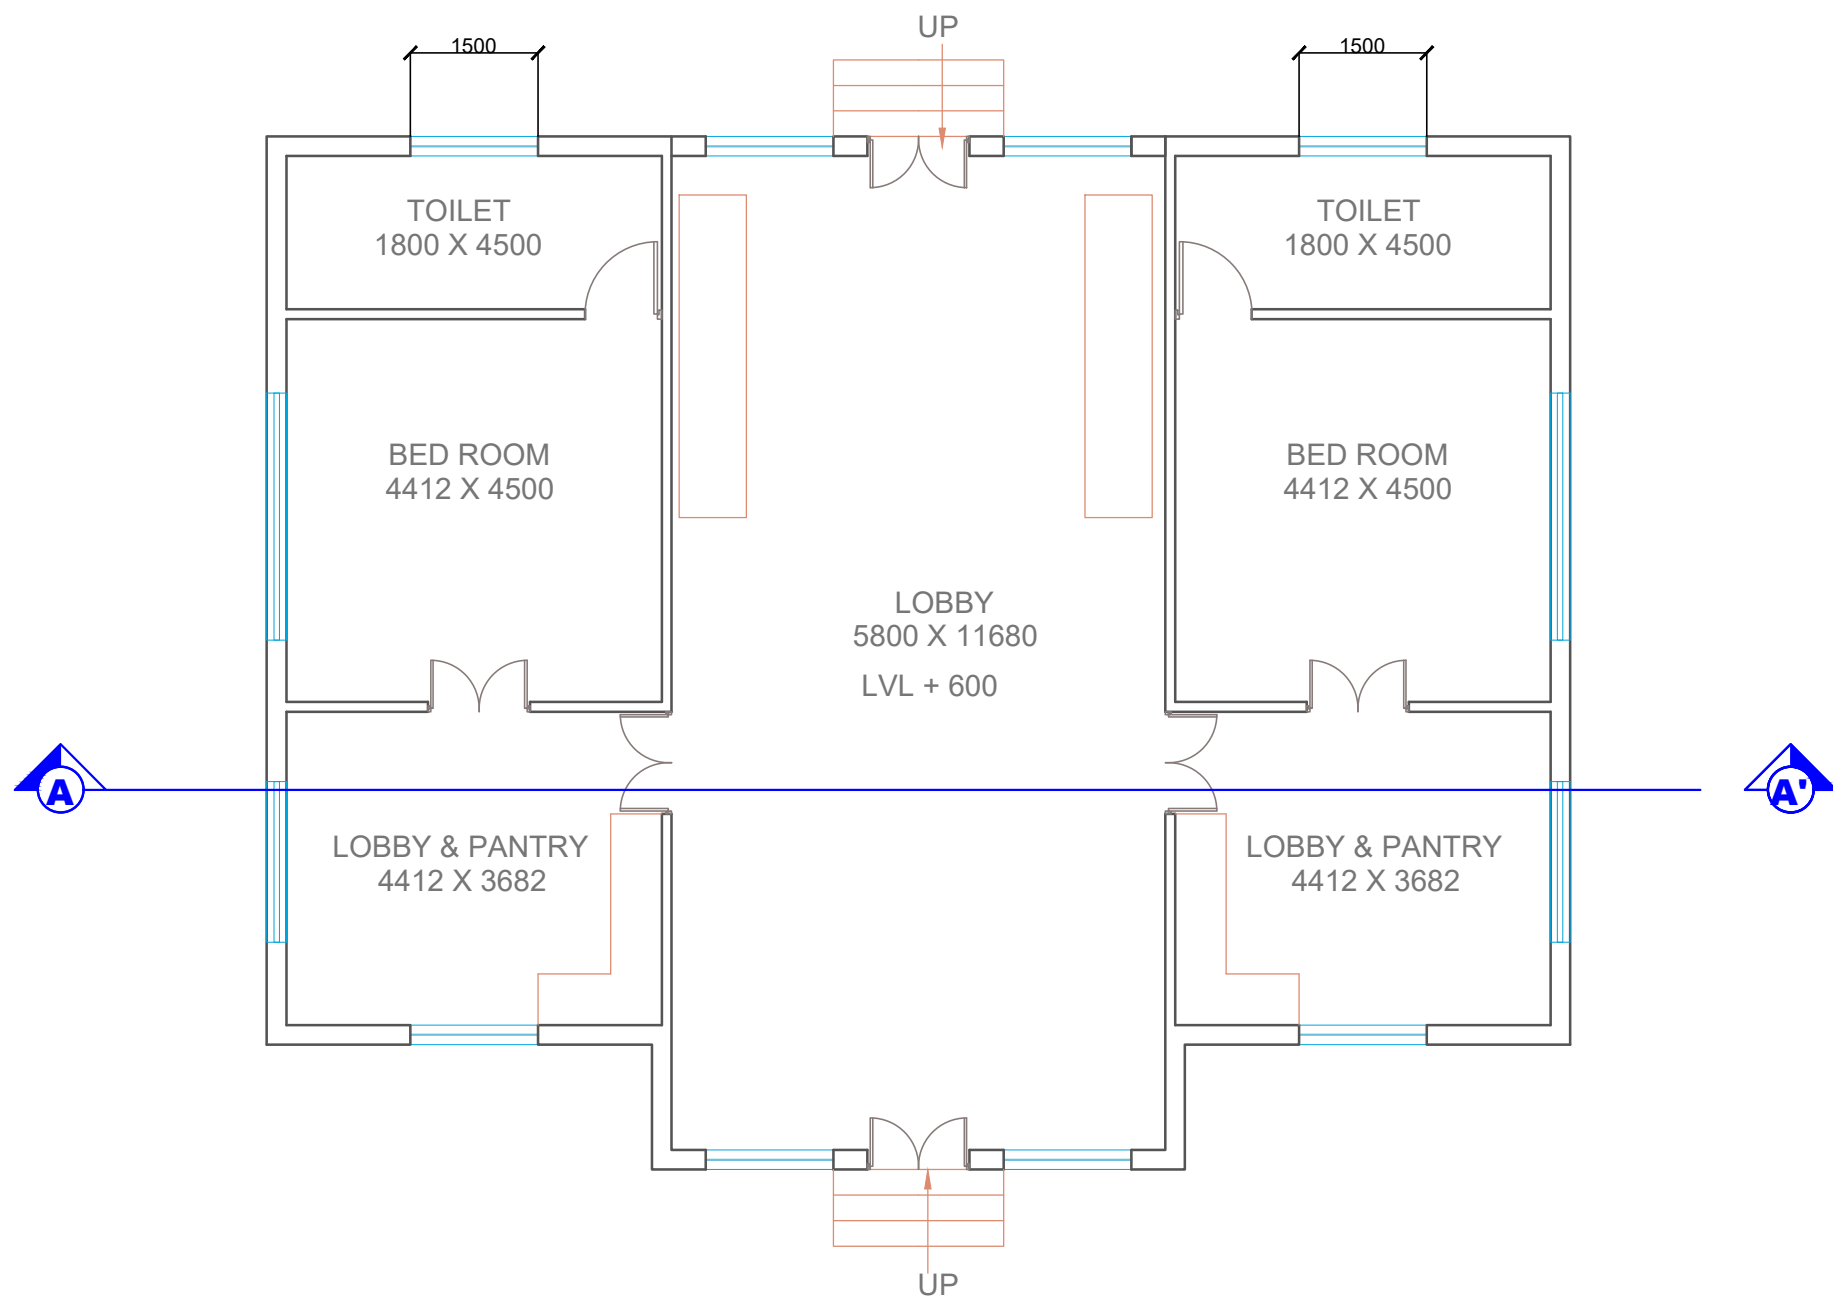 UP
1500
1500
TOILET
1800 X 4500
TOILET
1800 X 4500
BED ROOM
4412 X 4500
BED ROOM
4412 X 4500
LOBBY
5800 X 11680
LVL + 600
A
A'
LOBBY & PANTRY
4412 X 3682
LOBBY & PANTRY
4412 X 3682
UP